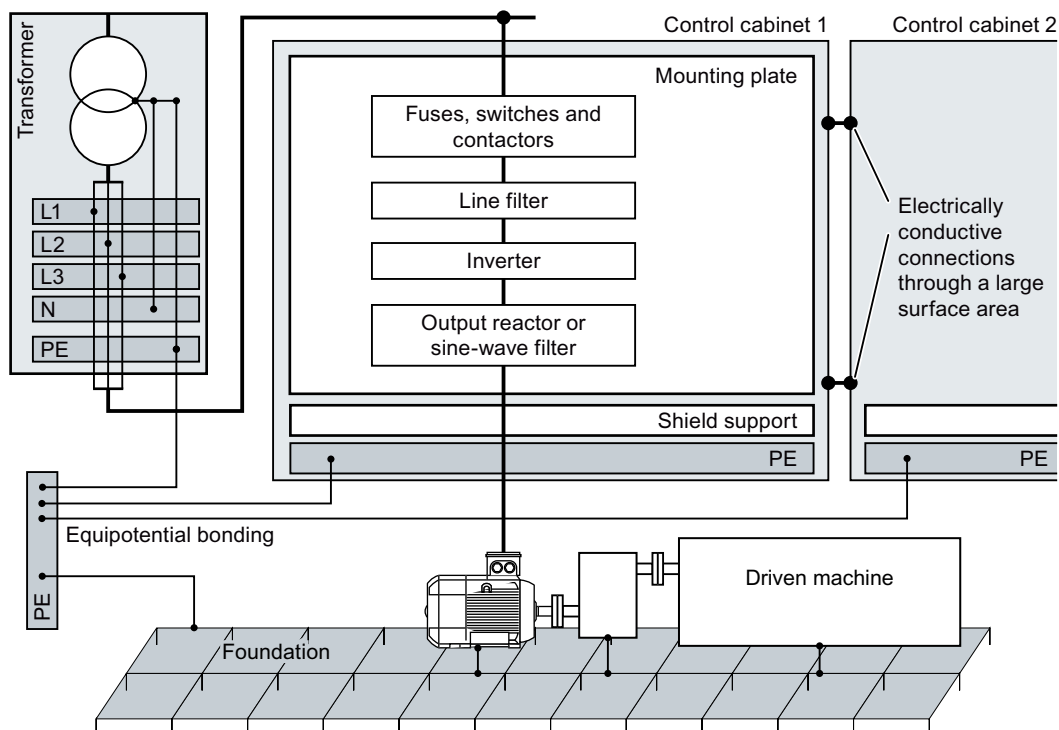 Transformer
L1
L2
L3
N
PE
Control cabinet 1
Mounting plate
Fuses, switches and
contactors
Line filter
Inverter
Output reactor or
sine-wave filter
Shield support
PE
Control cabinet 2
Electrically
conductive
connections
through a large
surface area
PE
Equipotential bonding
PE
Driven machine
Foundation